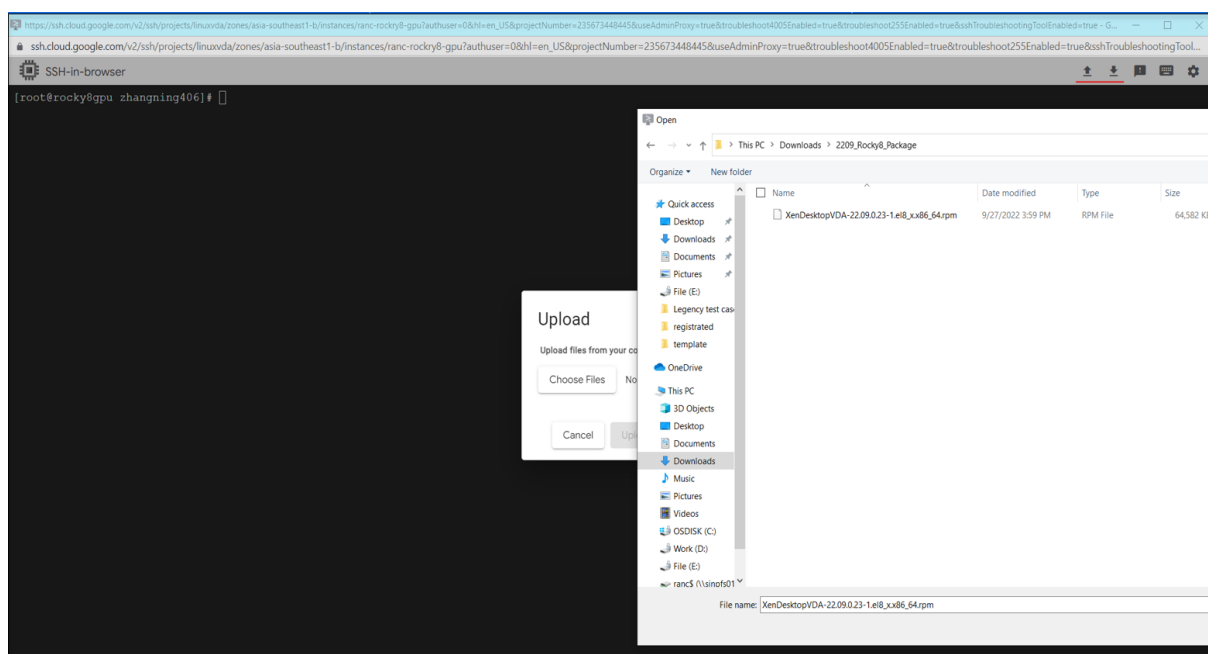 https://ssh.cloud.google.com/v2/ssh/projects/linuxvda/zones/asia-southeast1-b/instances/ranc-rockry8-gpu?authuser=0&hl=en_US&projectNumber=235673448445&useAdminProxy=true&troubleshoot4005Enabled=true&troubleshoot255Enabled=true&sshTroubleshootingToolEnabled=true - G...
ssh.cloud.google.com/v2/ssh/projects/linuxvda/zones/asia-southeast1-b/instances/ranc-rockry8-gpu?authuser=0&hl=en_US&projectNumber=235673448445&useAdminProxy=true&troubleshoot4005Enabled=true&troubleshoot255Enabled=true&sshTroubleshootingTool...
SSH-in-browser
[root@rocky8gpu zhangning406]#
Open
This PC > Downloads > 2209_Rocky8_Package
Organize New folder
Name Date modified Type Size
XenDesktopVDA-22.09.0.23-1.el8_x.x86_64.rpm 9/27/2022 3:59 PM RPM File 64,582 KB
Quick access
Desktop
Downloads
Documents
Pictures
File (E:)
Legency test cas
registrated
template
OneDrive
This PC
3D Objects
Desktop
Documents
Downloads
Music
Pictures
Videos
OSDISK (C:)
Work (D:)
File (E:)
ranc$ (\\sinpfs01
Upload
Upload files from your co
Choose Files No
Cancel Upl
File name: XenDesktopVDA-22.09.0.23-1.el8_x.x86_64.rpm